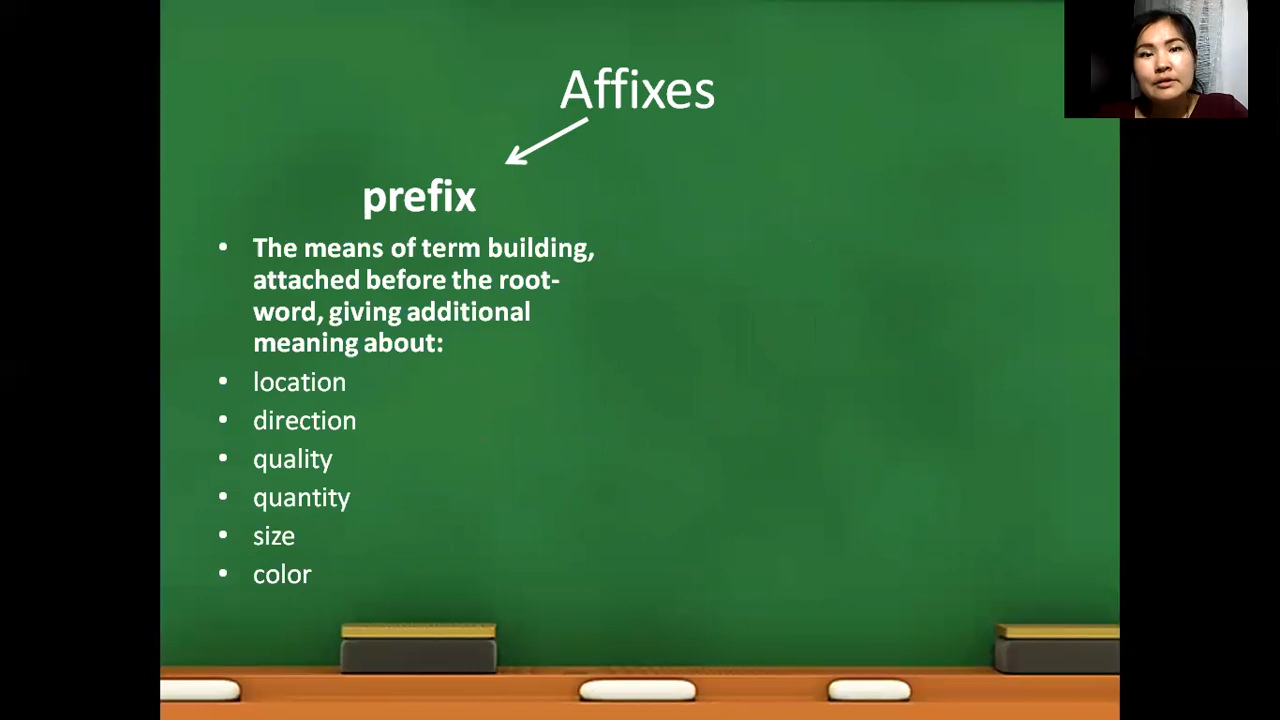 Affixes
prefix
• The means of term building,
attached before the root-
word, giving additional
meaning about:
• location
• direction
• quality
• quantity
• size
• color